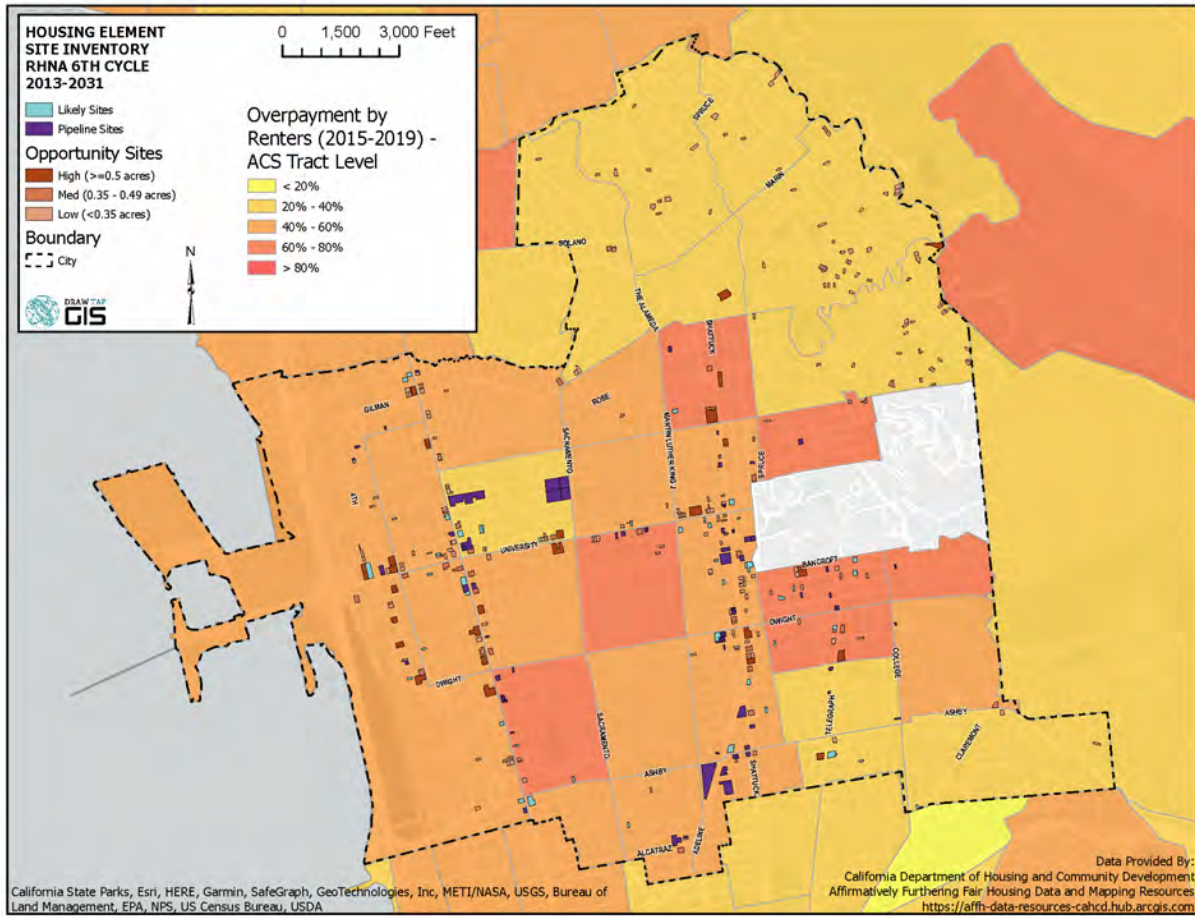 HOUSING ELEMENT
SITE INVENTORY
RHNA 6TH CYCLE
2013-2031
Likely Sites
Pipeline Sites
Opportunity Sites
High (>=0.5 acres)
Med (0.35 - 0.49 acres)
Low (<0.35 acres)
Boundary
City
DRAW TAP
GIS
N
0 1,500 3,000 Feet
Overpayment by
Renters (2015-2019) -
ACS Tract Level
< 20%
20% - 40%
40% - 60%
60% - 80%
> 80%
SPRUCE
MARIN
SOLANO
THE ALAMEDA
SHATTUCK
GILMAN
ROSE
SACRAMENTO
MARTIN LUTHER KING J
SPRUCE
6TH
UNIVERSITY
BANCROFT
DWIGHT
DWIGHT
COLLEGE
SACRAMENTO
TELEGRAPH
ASHBY
CLAREMONT
ASHBY
SHATTUCK
ALCATRAZ
ADELINE
California State Parks, Esri, HERE, Garmin, SafeGraph, GeoTechnologies, Inc, METI/NASA, USGS, Bureau of
Land Management, EPA, NPS, US Census Bureau, USDA
Data Provided By:
California Department of Housing and Community Development
Affirmatively Furthering Fair Housing Data and Mapping Resources
https://affh-data-resources-cahcd.hub.arcgis.com